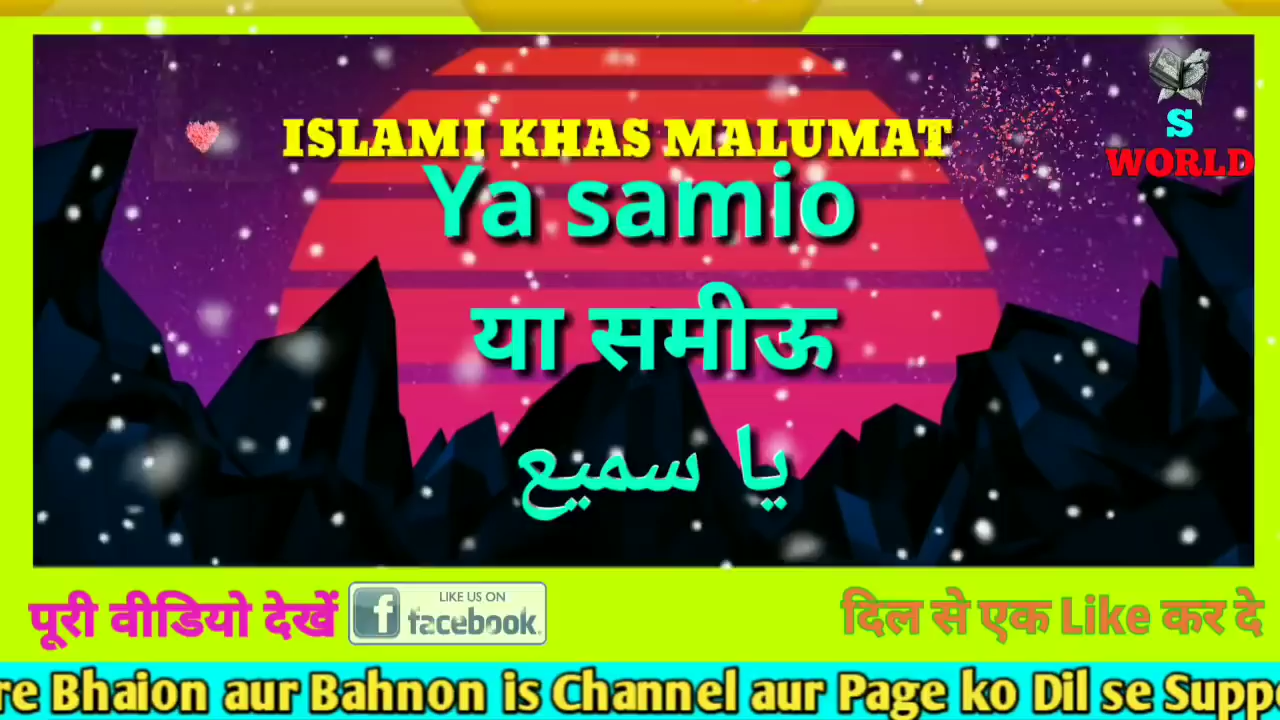 ISLAMI KHAS MALUMAT
S
WORLD
Ya samio
या समीऊ
يا سميع
पूरी वीडियो देखें
LIKE US ON
facebook.
दिल से एक Like कर दे
re Bhaion aur Bahnon is Channel aur Page ko Dil se Supp